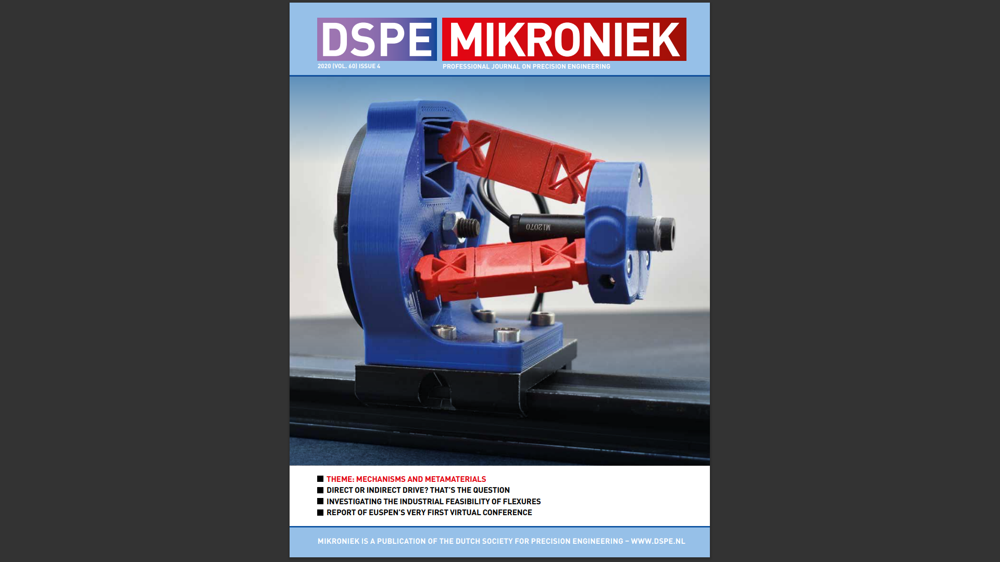 DSPE MIKRONIEK
2020 (VOL. 60) ISSUE 4
PROFESSIONAL JOURNAL ON PRECISION ENGINEERING
MI2070
THEME: MECHANISMS AND METAMATERIALS
DIRECT OR INDIRECT DRIVE? THAT'S THE QUESTION
INVESTIGATING THE INDUSTRIAL FEASIBILITY OF FLEXURES
REPORT OF EUSPEN'S VERY FIRST VIRTUAL CONFERENCE
MIKRONIEK IS A PUBLICATION OF THE DUTCH SOCIETY FOR PRECISION ENGINEERING – WWW.DSPE.NL